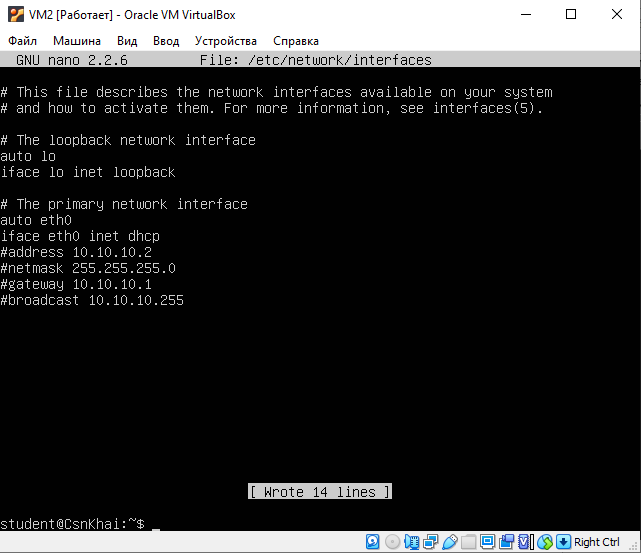 VM2 [Работает] - Oracle VM VirtualBox
Файл Машина Вид Ввод Устройства Справка
GNU nano 2.2.6 File: /etc/network/interfaces
# This file describes the network interfaces available on your system
# and how to activate them. For more information, see interfaces(5).
# The loopback network interface
auto lo
iface lo inet loopback
# The primary network interface
auto eth0
iface eth0 inet dhcp
#address 10.10.10.2
#netmask 255.255.255.0
#gateway 10.10.10.1
#broadcast 10.10.10.255
[ Wrote 14 lines ]
student@CsnKhai:~$ _
Right Ctrl